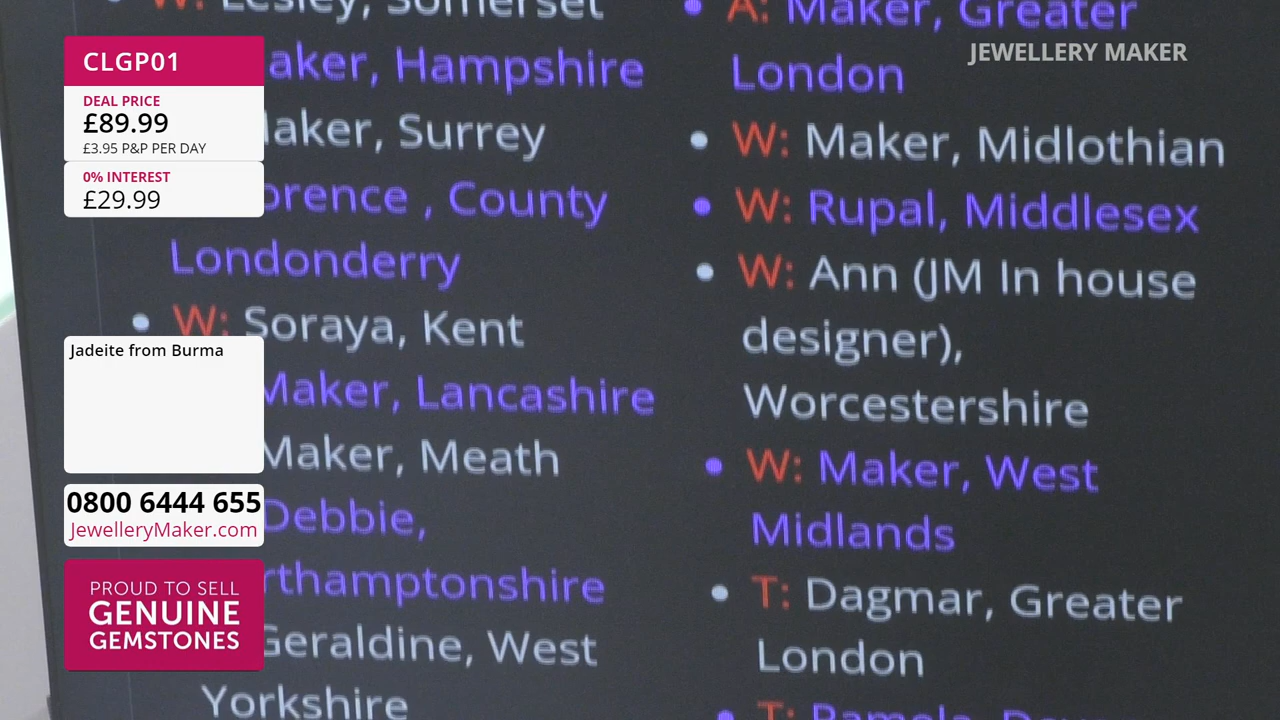 CLGP01
DEAL PRICE
£89.99
£3.95 P&P PER DAY
0% INTEREST
£29.99
Jadeite from Burma
0800 6444 655
JewelleryMaker.com
PROUD TO SELL
GENUINE
GEMSTONES
W: Lesley, Somerset
aker, Hampshire
aker, Surrey
orence , County
Londonderry
W: Soraya, Kent
Maker, Lancashire
Maker, Meath
Debbie,
rthamptonshire
Geraldine, West
Yorkshire
JEWELLERY MAKER
A: Maker, Greater
London
W: Maker, Midlothian
W: Rupal, Middlesex
W: Ann (JM In house
designer),
Worcestershire
W: Maker, West
Midlands
T: Dagmar, Greater
London
T: Pamela,